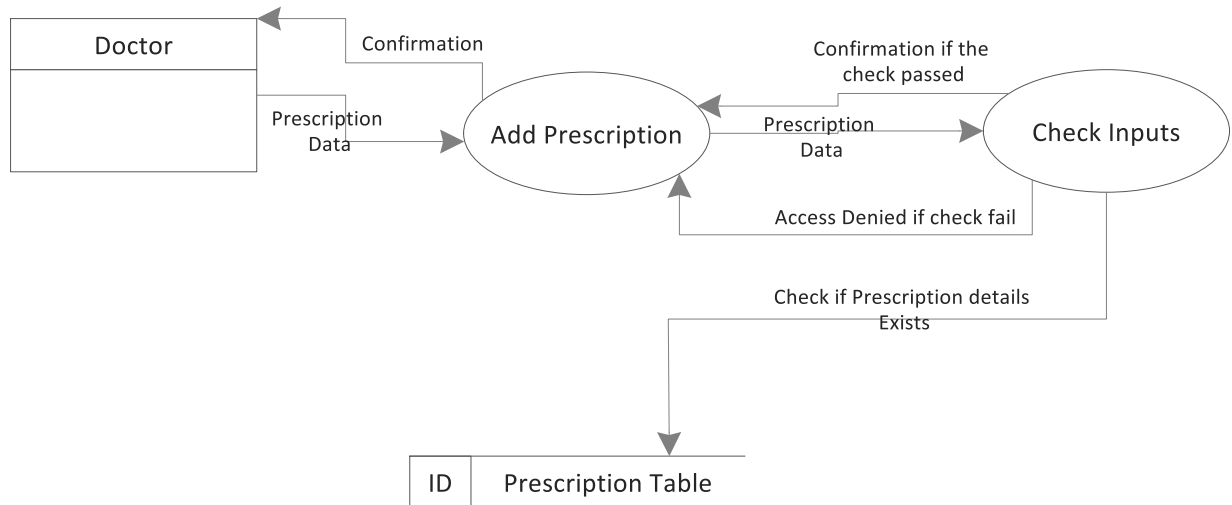 Doctor
Confirmation
Prescription
Data
Add Prescription
Confirmation if the
check passed
Prescription
Data
Check Inputs
Access Denied if check fail
Check if Prescription details
Exists
ID
Prescription Table